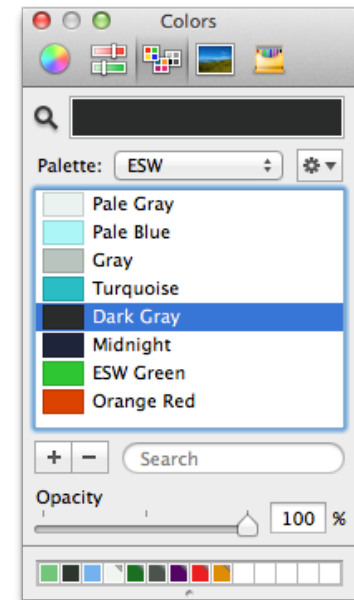 Colors
Palette: ESW
Pale Gray
Pale Blue
Gray
Turquoise
Dark Gray
Midnight
ESW Green
Orange Red
+ − Search
Opacity
100 %